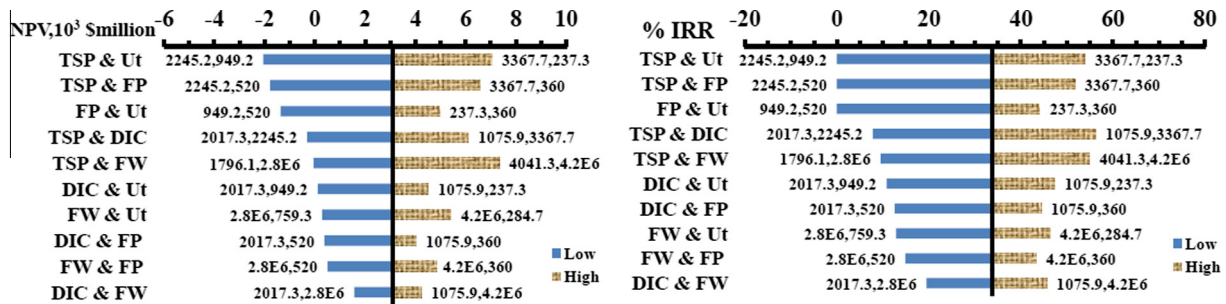 NPV,10³ $million
-6 -4 -2 0 2 4 6 8 10
TSP & Ut 2245.2,949.2 3367.7,237.3
TSP & FP 2245.2,520 3367.7,360
FP & Ut 949.2,520 237.3,360
TSP & DIC 2017.3,2245.2 1075.9,3367.7
TSP & FW 1796.1,2.8E6 4041.3,4.2E6
DIC & Ut 2017.3,949.2 1075.9,237.3
FW & Ut 2.8E6,759.3 4.2E6,284.7
DIC & FP 2017.3,520 1075.9,360
FW & FP 2.8E6,520 4.2E6,360
DIC & FW 2017.3,2.8E6 1075.9,4.2E6
Low
High
% IRR
-20 0 20 40 60 80
TSP & Ut 2245.2,949.2 3367.7,237.3
TSP & FP 2245.2,520 3367.7,360
FP & Ut 949.2,520 237.3,360
TSP & DIC 2017.3,2245.2 1075.9,3367.7
TSP & FW 1796.1,2.8E6 4041.3,4.2E6
DIC & Ut 2017.3,949.2 1075.9,237.3
DIC & FP 2017.3,520 1075.9,360
FW & Ut 2.8E6,759.3 4.2E6,284.7
FW & FP 2.8E6,520 4.2E6,360
DIC & FW 2017.3,2.8E6 1075.9,4.2E6
Low
High